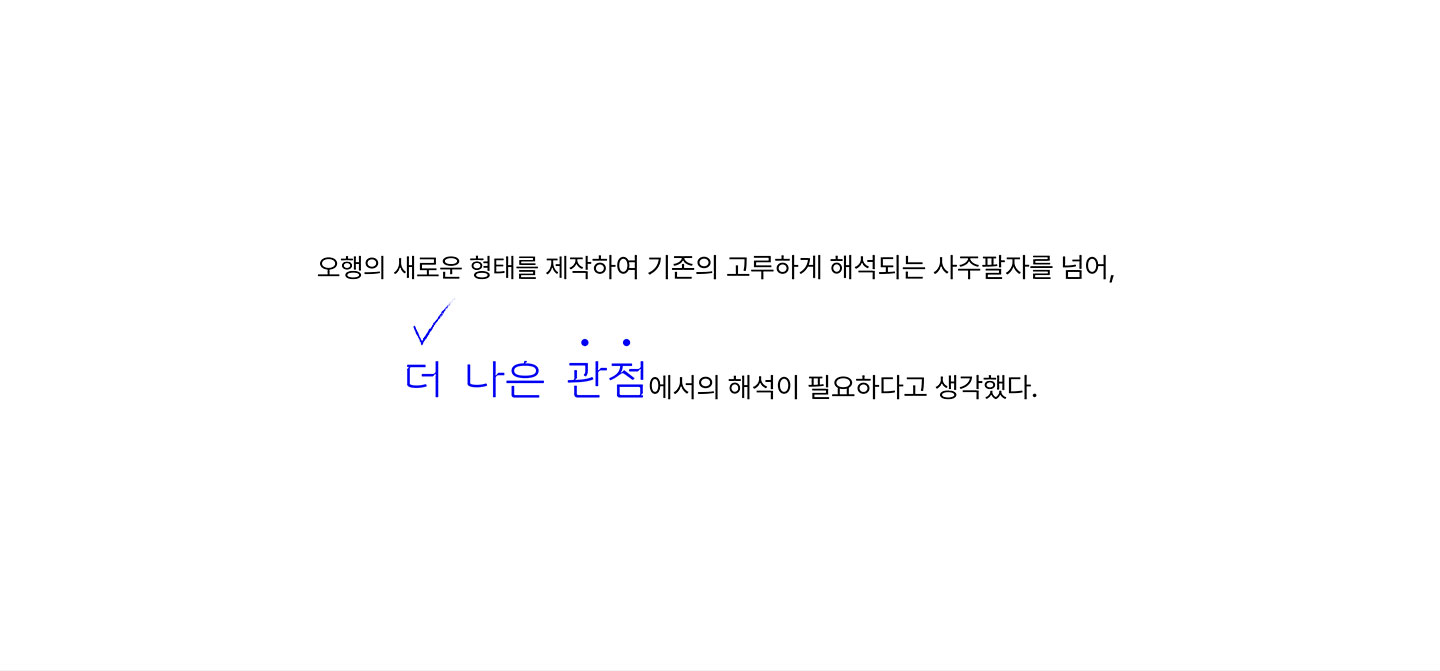 오행의 새로운 형태를 제작하여 기존의 고루하게 해석되는 사주팔자를 넘어,
더 나은 관점에서의 해석이 필요하다고 생각했다.